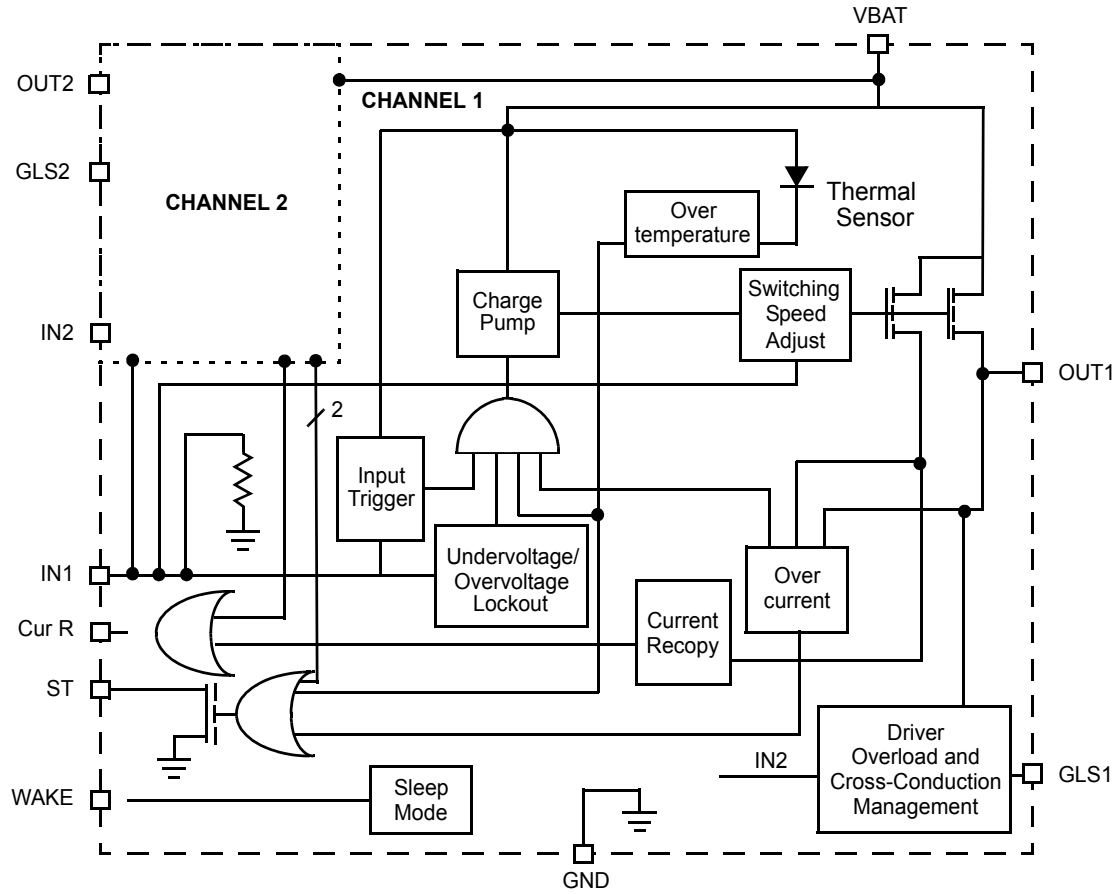 VBAT
OUT2
CHANNEL 1
GLS2
CHANNEL 2
Over
temperature
Thermal
Sensor
Charge
Pump
Switching
Speed
Adjust
IN2
OUT1
2
Input
Trigger
Undervoltage/
Overvoltage
Lockout
Over
current
IN1
Current
Recopy
Cur R
ST
Driver
Overload and
Cross-Conduction
Management
IN2
GLS1
WAKE
Sleep
Mode
GND